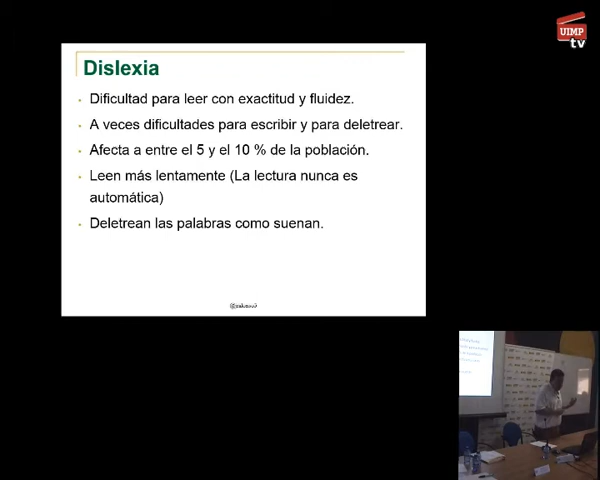 UIMP
tv
Dislexia
Dificultad para leer con exactitud y fluidez.
A veces dificultades para escribir y para deletrear.
Afecta a entre el 5 y el 10 % de la población.
Leen más lentamente (La lectura nunca es
automática)
Deletrean las palabras como suenan.